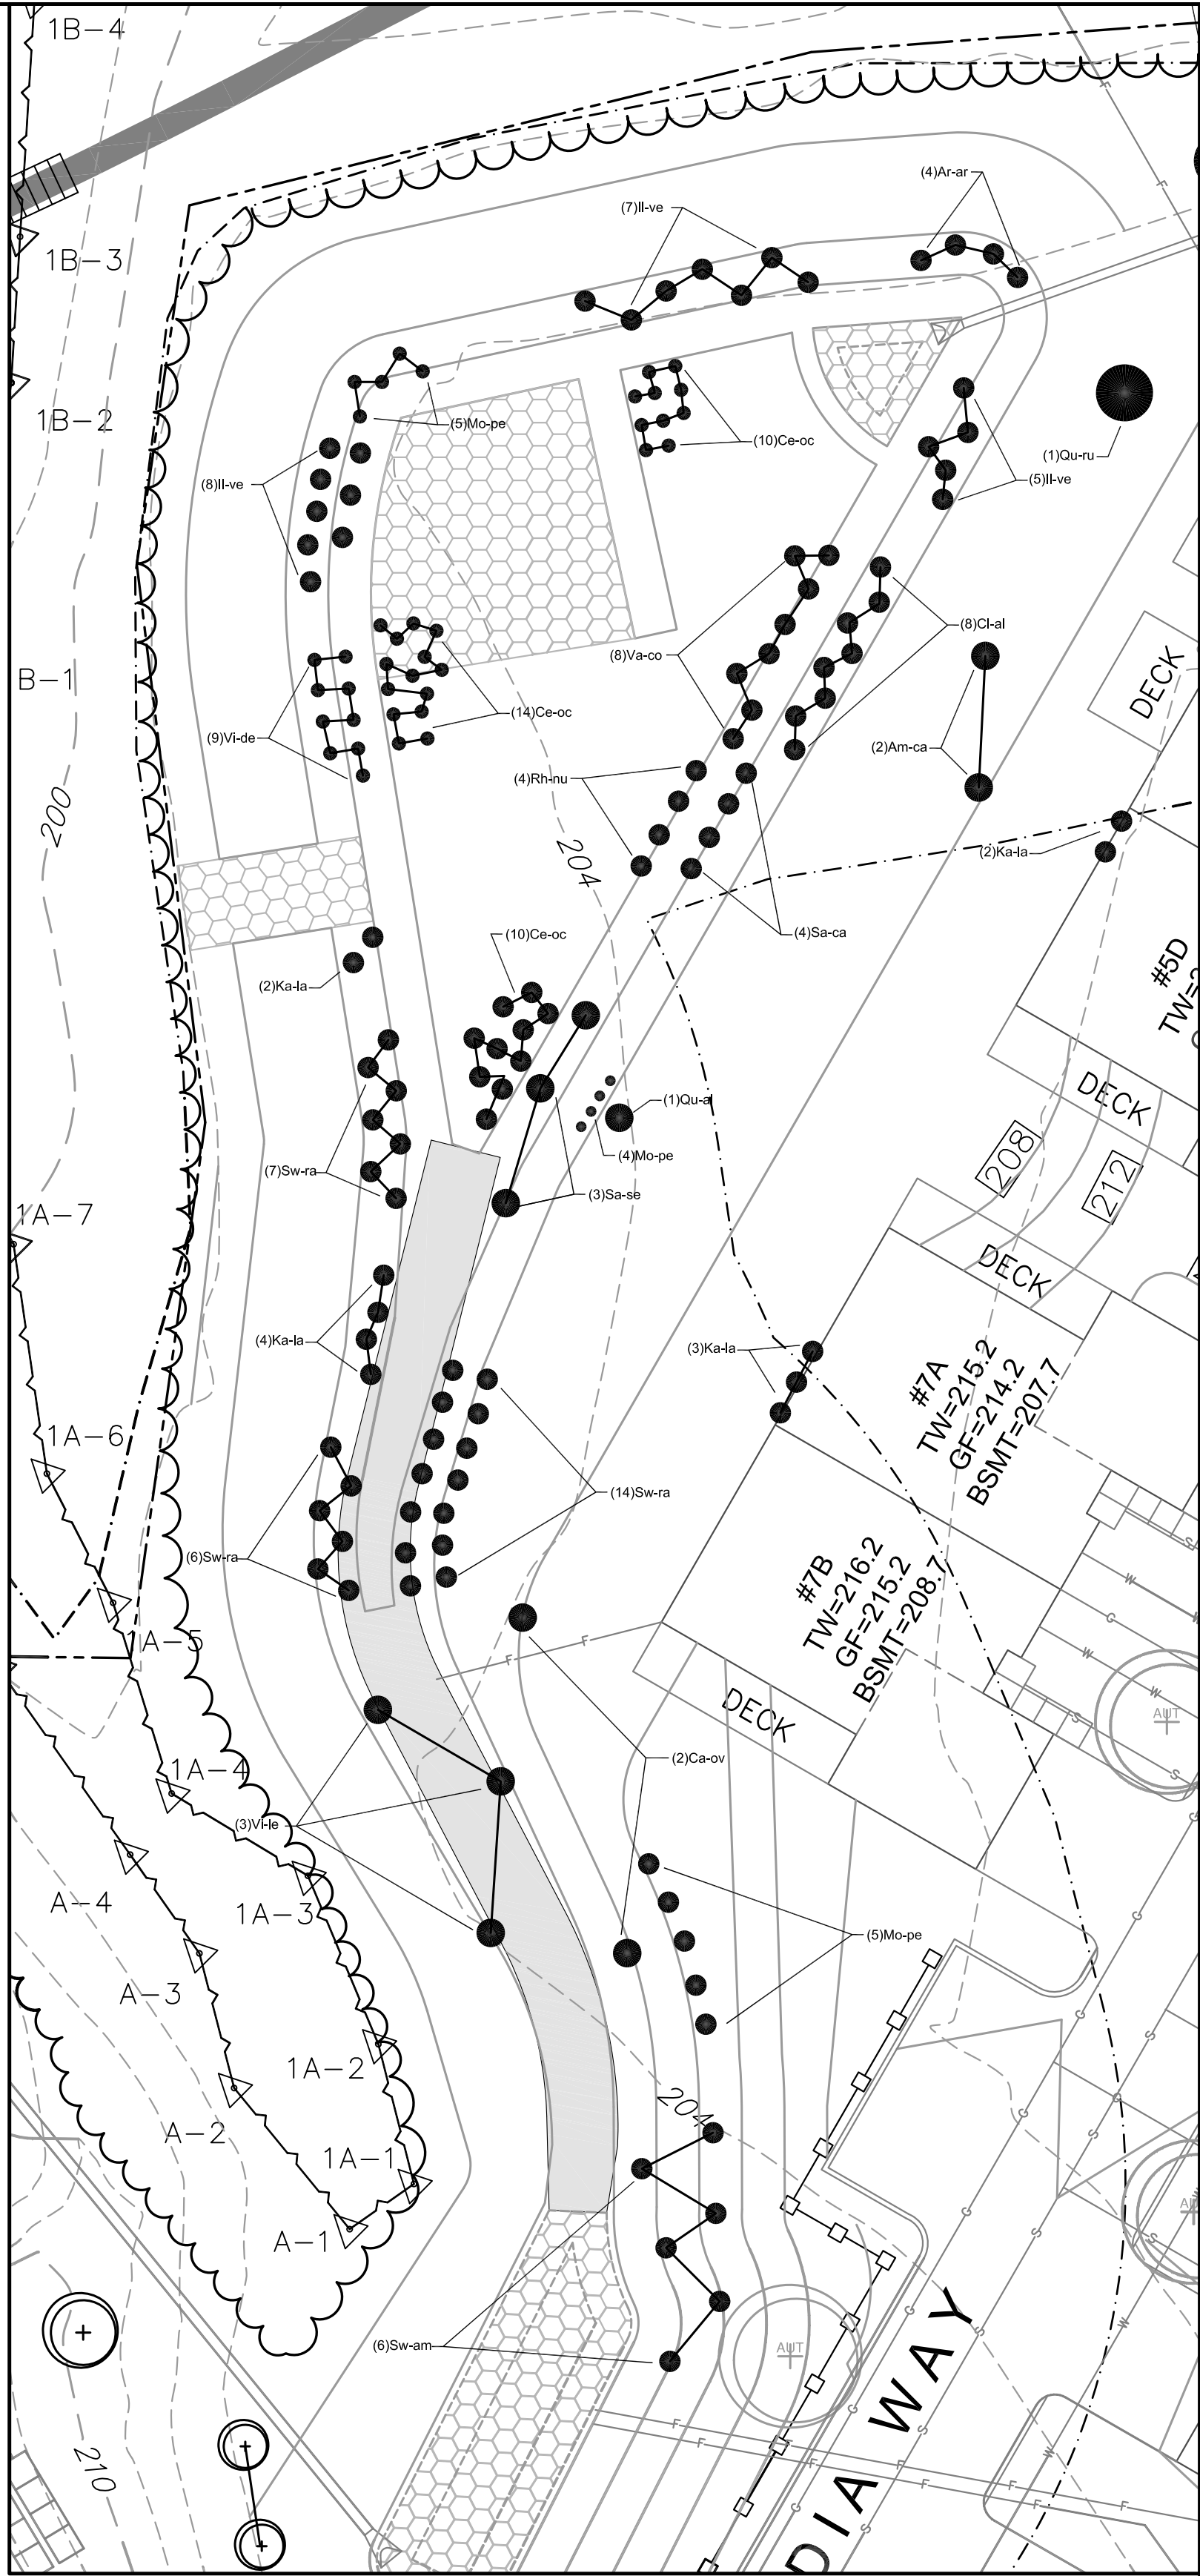 1B-4
(4)Ar-ar
(7)Il-ve
1B-3
1B-2
(5)Mo-pe
(10)Ce-oc
(1)Qu-ru
(8)Il-ve
(5)Il-ve
(8)Cl-al
(8)Va-co
B-1
DECK
(14)Ce-oc
(9)Vi-de
(2)Am-ca
(4)Rh-nu
200
204
(2)Ka-la
(4)Sa-ca
(10)Ce-oc
#5D
(2)Ka-la
DECK
(1)Qu-a
(4)Mo-pe
208
(7)Sw-ra
212
(3)Sa-se
1A-7
DECK
(4)Ka-la
(3)Ka-la
#7A
TW=215.2
GF=214.2
BSMT=207.7
1A-6
(14)Sw-ra
(6)Sw-ra
#7B
TW=216.2
GF=215.2
BSMT=208.7
1A-5
F
F
DECK
AUT
(2)Ca-ov
1A-4
(3)Vi-le
A-4
1A-3
(5)Mo-pe
A-3
1A-2
204
A-2
1A-1
A-1
(6)Sw-am
AUT
210
DIA WAY